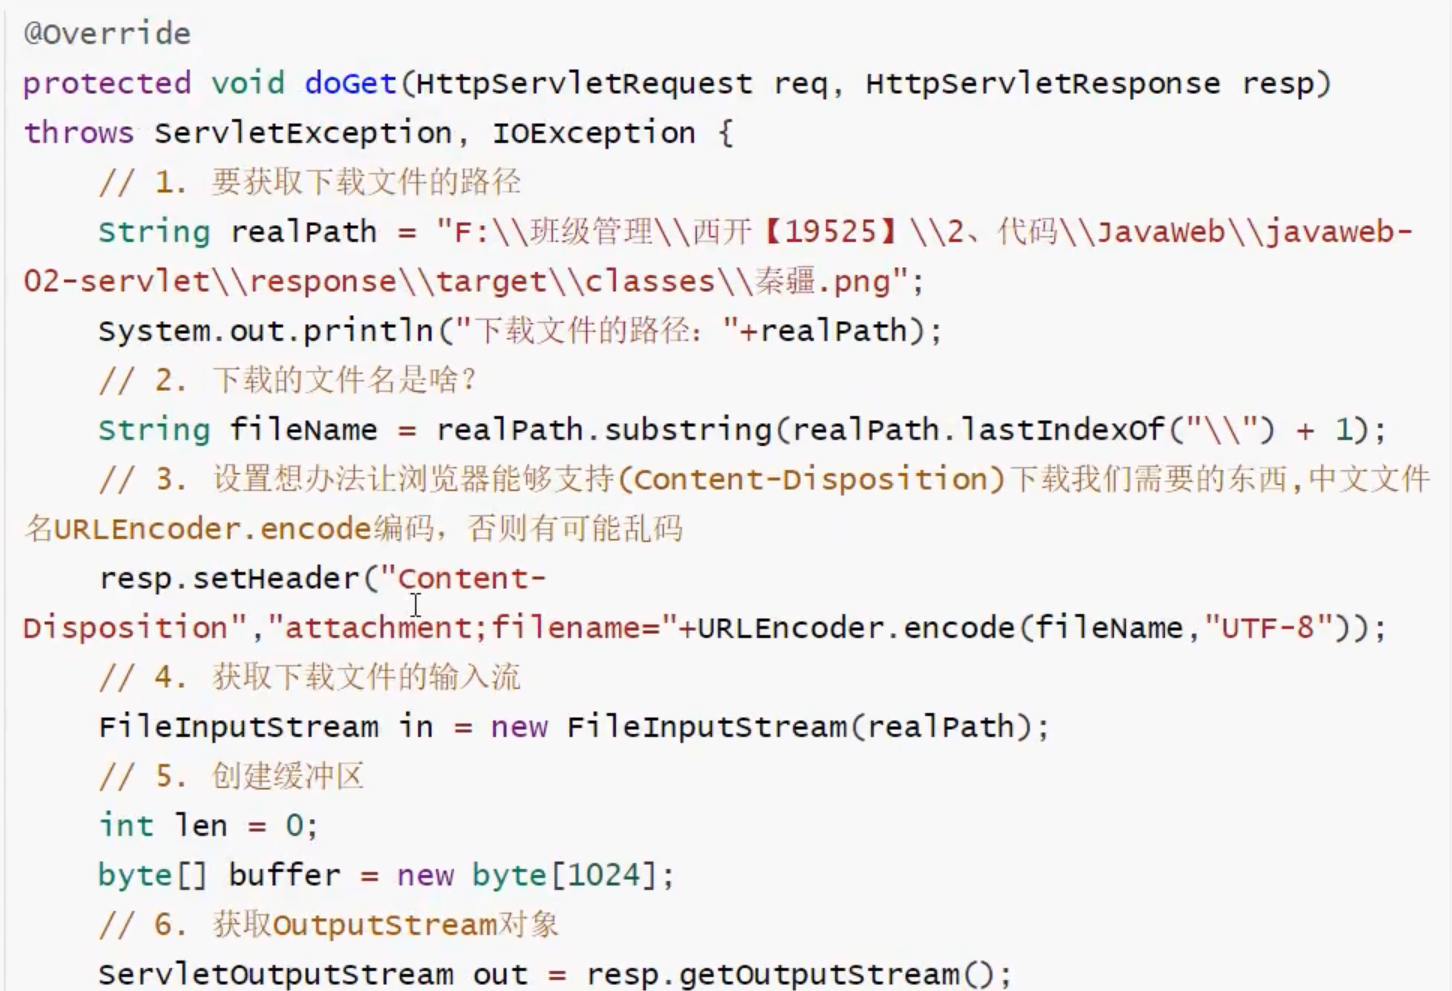 @Override
protected void doGet(HttpServletRequest req, HttpServletResponse resp)
throws ServletException, IOException {
// 1. 要获取下载文件的路径
String realPath = "F:\\班级管理\\西开【19525】\\2、代码\\JavaWeb\\javaweb-
02-servlet\\response\\target\\classes\\秦疆.png";
System.out.println("下载文件的路径："+realPath);
// 2. 下载的文件名是啥？
String fileName = realPath.substring(realPath.lastIndexOf("\\") + 1);
// 3. 设置想办法让浏览器能够支持(Content-Disposition)下载我们需要的东西,中文文件
名URLEncoder.encode编码，否则有可能乱码
resp.setHeader("Content-
Disposition","attachment;filename="+URLEncoder.encode(fileName,"UTF-8"));
// 4. 获取下载文件的输入流
FileInputStream in = new FileInputStream(realPath);
// 5. 创建缓冲区
int len = 0;
byte[] buffer = new byte[1024];
// 6. 获取OutputStream对象
ServletOutputStream out = resp.getOutputStream();